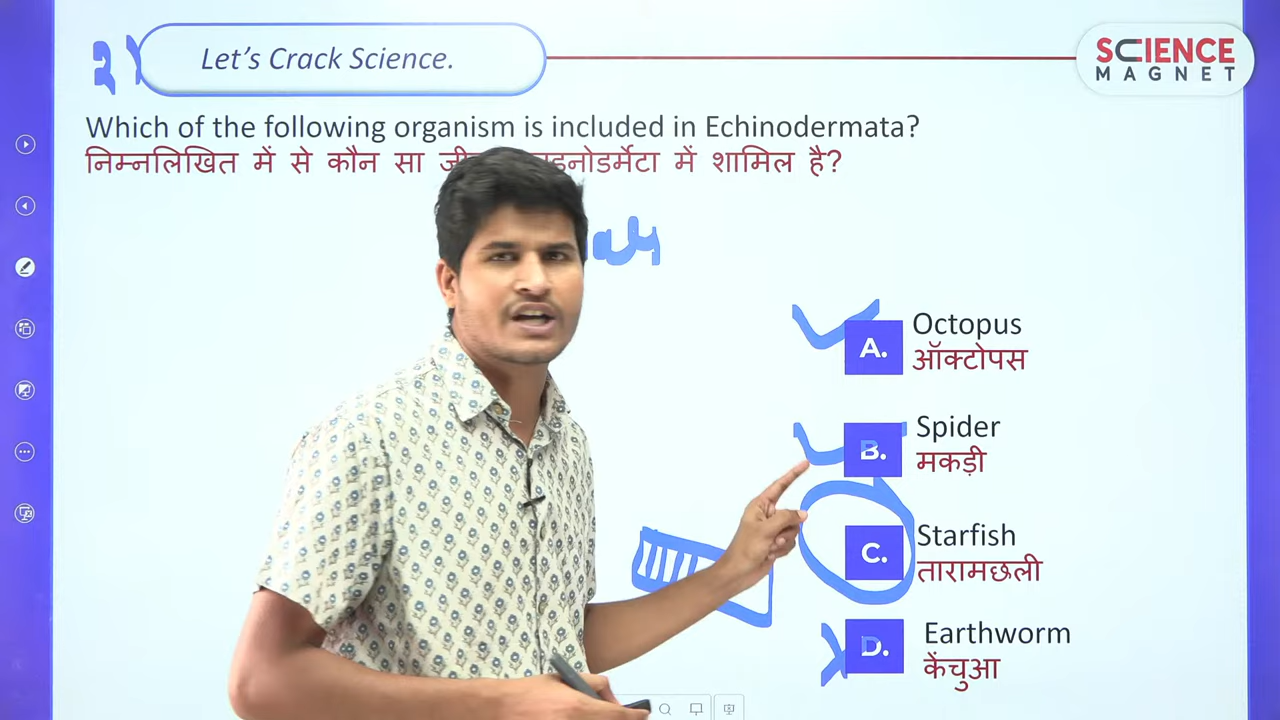 Let's Crack Science.
SCIENCE
MAGNET
Which of the following organism is included in Echinodermata?
निम्नलिखित में से कौन सा में शामिल है?
A. Octopus
ऑक्टोपस
B. Spider
मकड़ी
C. Starfish
तारामछली
D. Earthworm
केंचुआ